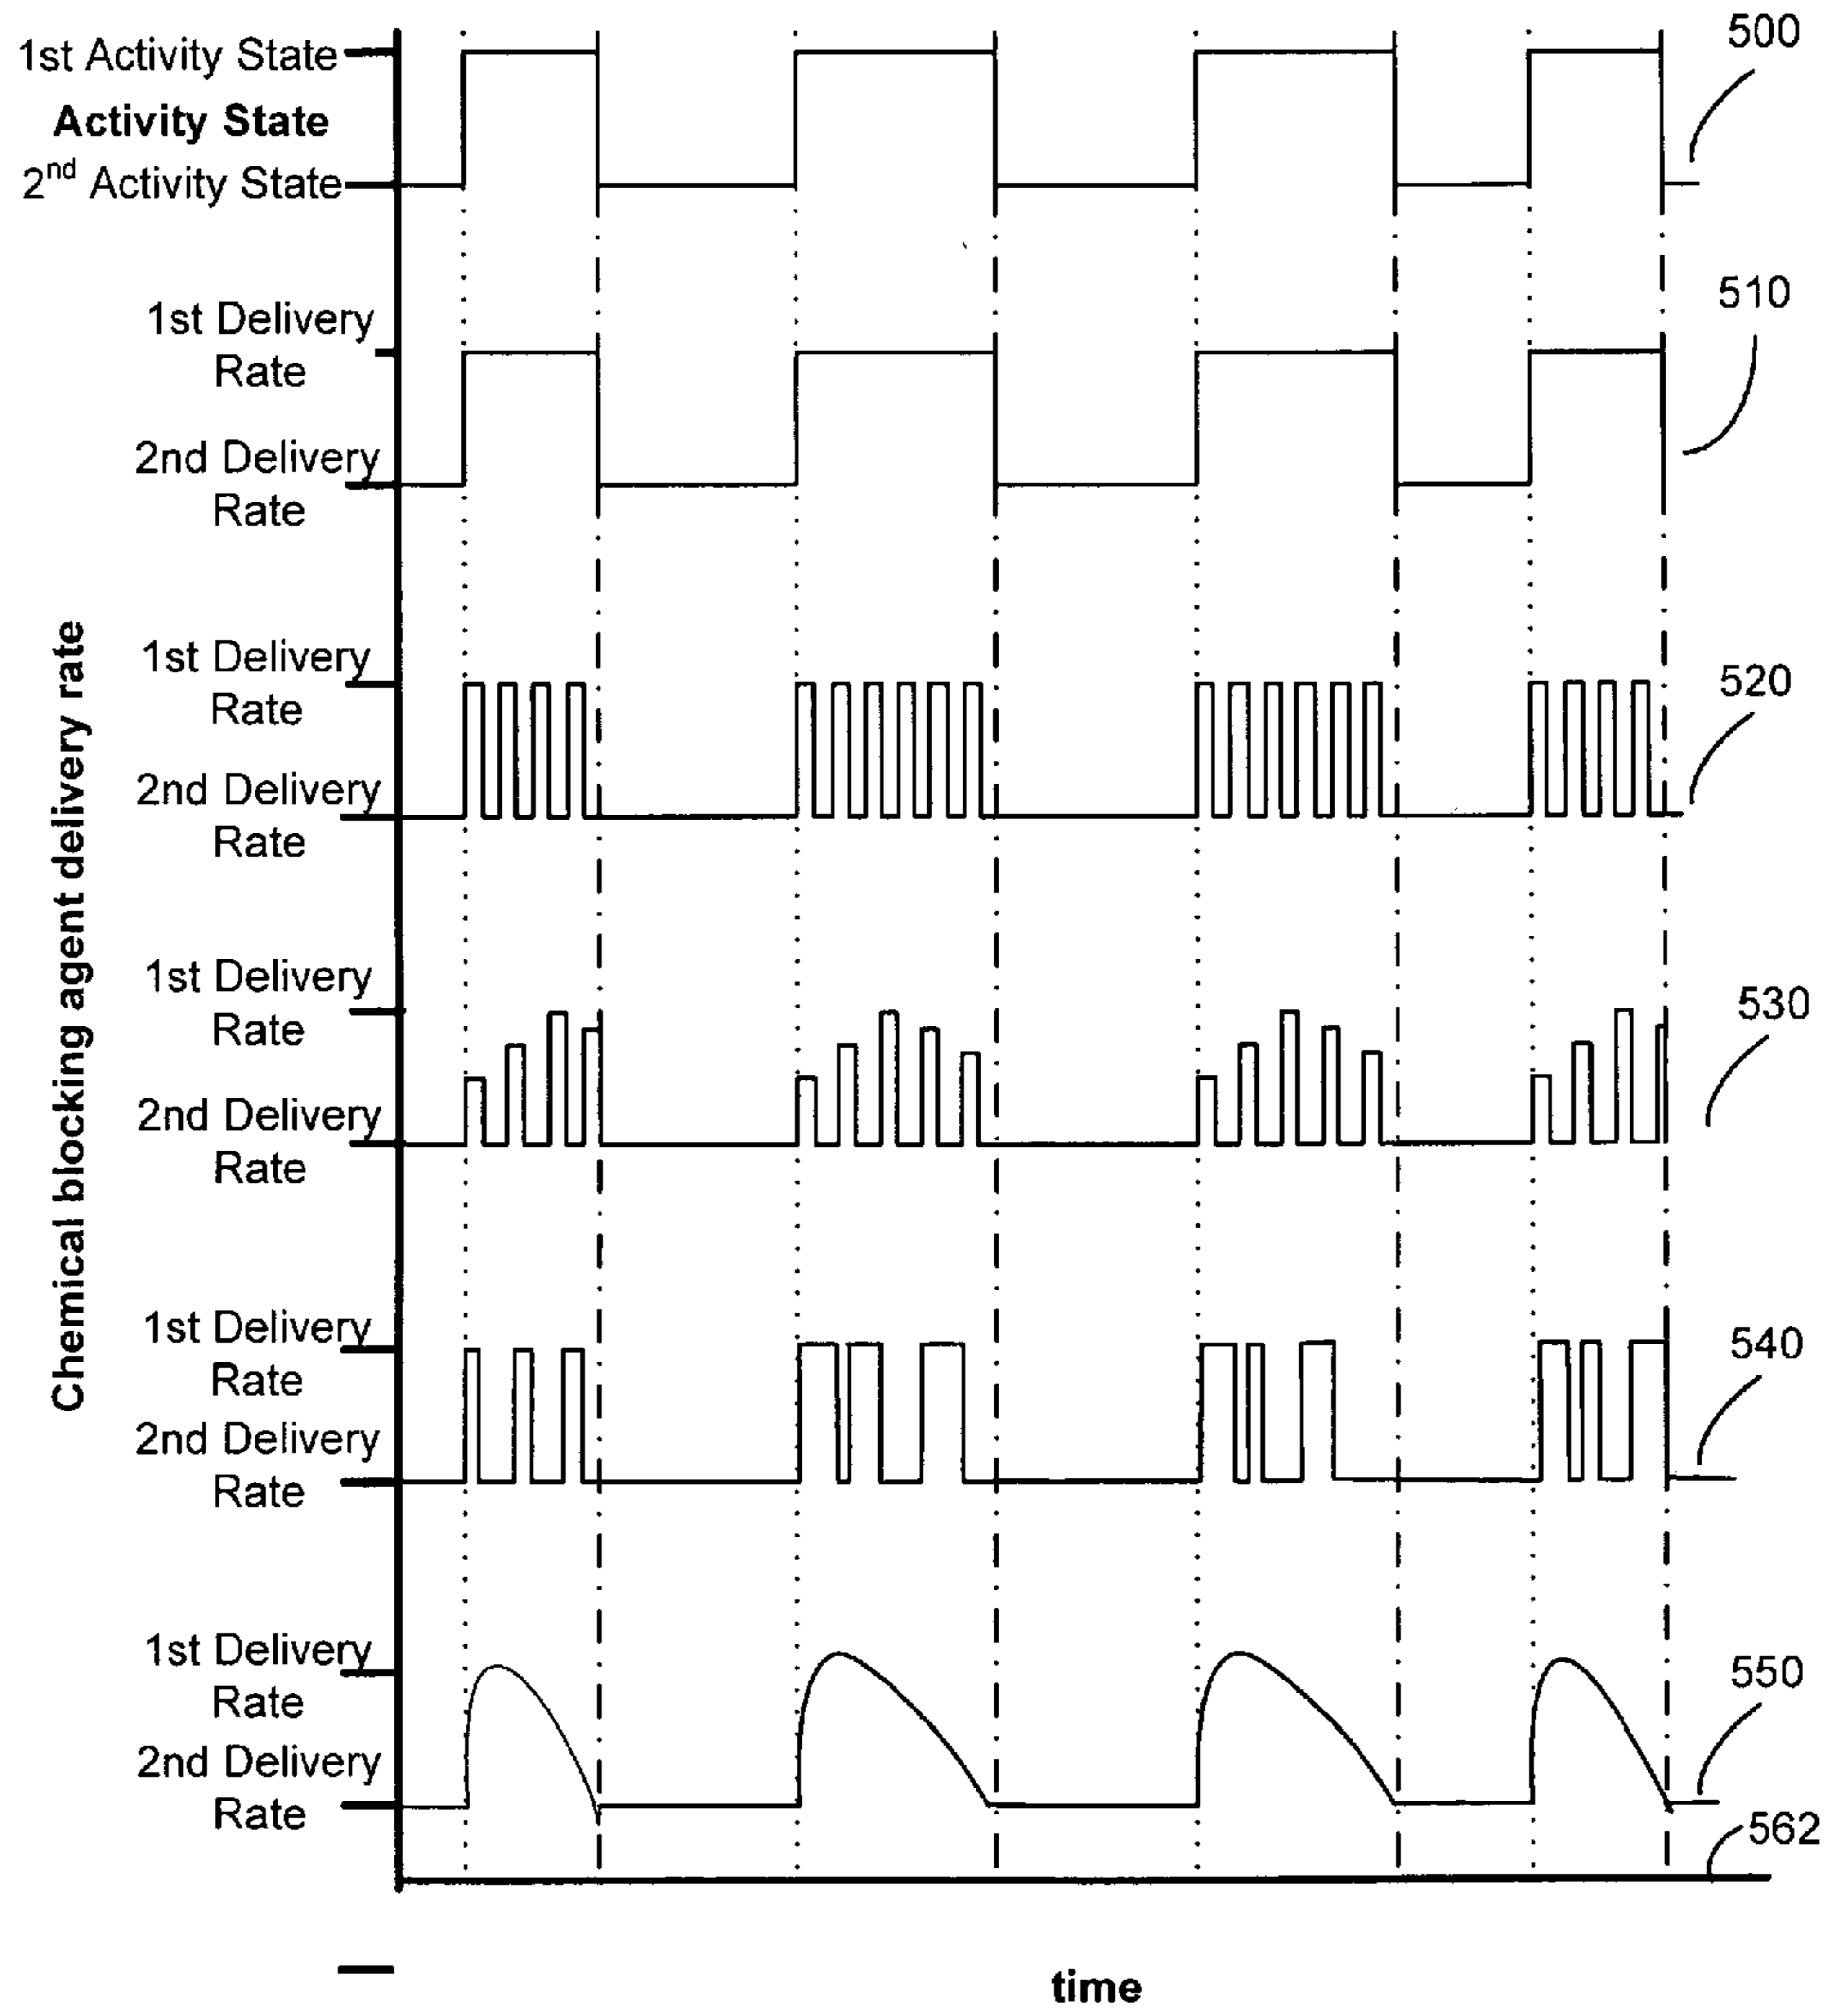 500
1st Activity State
Activity State
2nd Activity State
510
1st Delivery
Rate
2nd Delivery
Rate
Chemical blocking agent delivery rate
520
1st Delivery
Rate
2nd Delivery
Rate
530
1st Delivery
Rate
2nd Delivery
Rate
540
1st Delivery
Rate
2nd Delivery
Rate
550
1st Delivery
Rate
2nd Delivery
Rate
562
time